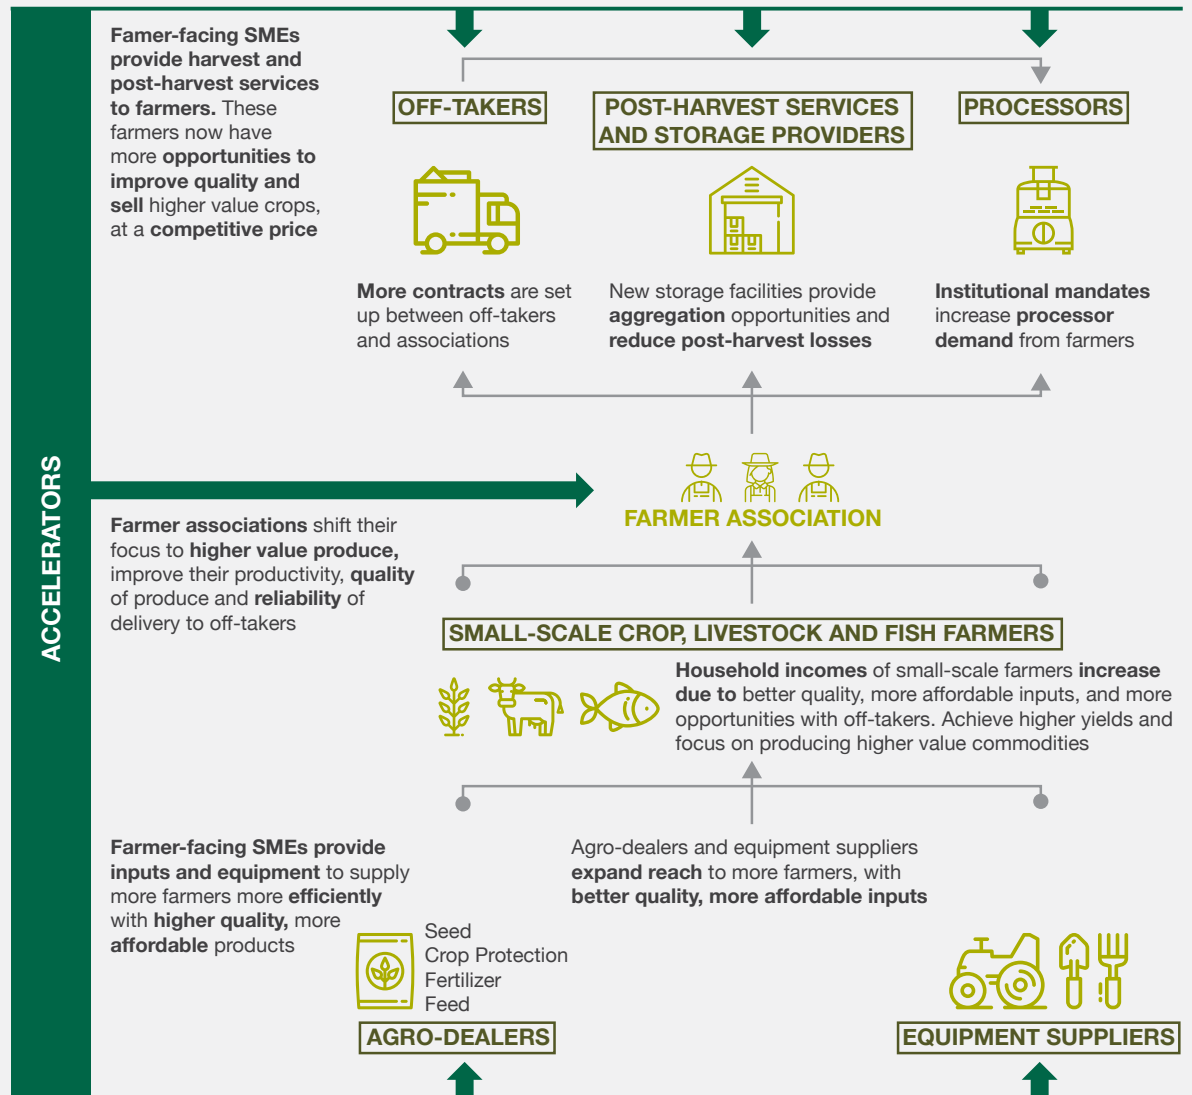 ACCELERATORS
Famer-facing SMEs
provide harvest and
post-harvest services
to farmers. These
farmers now have
more opportunities to
improve quality and
sell higher value crops,
at a competitive price
OFF-TAKERS
More contracts are set
up between off-takers
and associations
POST-HARVEST SERVICES
AND STORAGE PROVIDERS
New storage facilities provide
aggregation opportunities and
reduce post-harvest losses
PROCESSORS
Institutional mandates
increase processor
demand from farmers
FARMER ASSOCIATION
Farmer associations shift their
focus to higher value produce,
improve their productivity, quality
of produce and reliability of
delivery to off-takers
SMALL-SCALE CROP, LIVESTOCK AND FISH FARMERS
Household incomes of small-scale farmers increase
due to better quality, more affordable inputs, and more
opportunities with off-takers. Achieve higher yields and
focus on producing higher value commodities
Farmer-facing SMEs provide
inputs and equipment to supply
more farmers more efficiently
with higher quality, more
affordable products
Agro-dealers and equipment suppliers
expand reach to more farmers, with
better quality, more affordable inputs
Seed
Crop Protection
Fertilizer
Feed
AGRO-DEALERS
EQUIPMENT SUPPLIERS